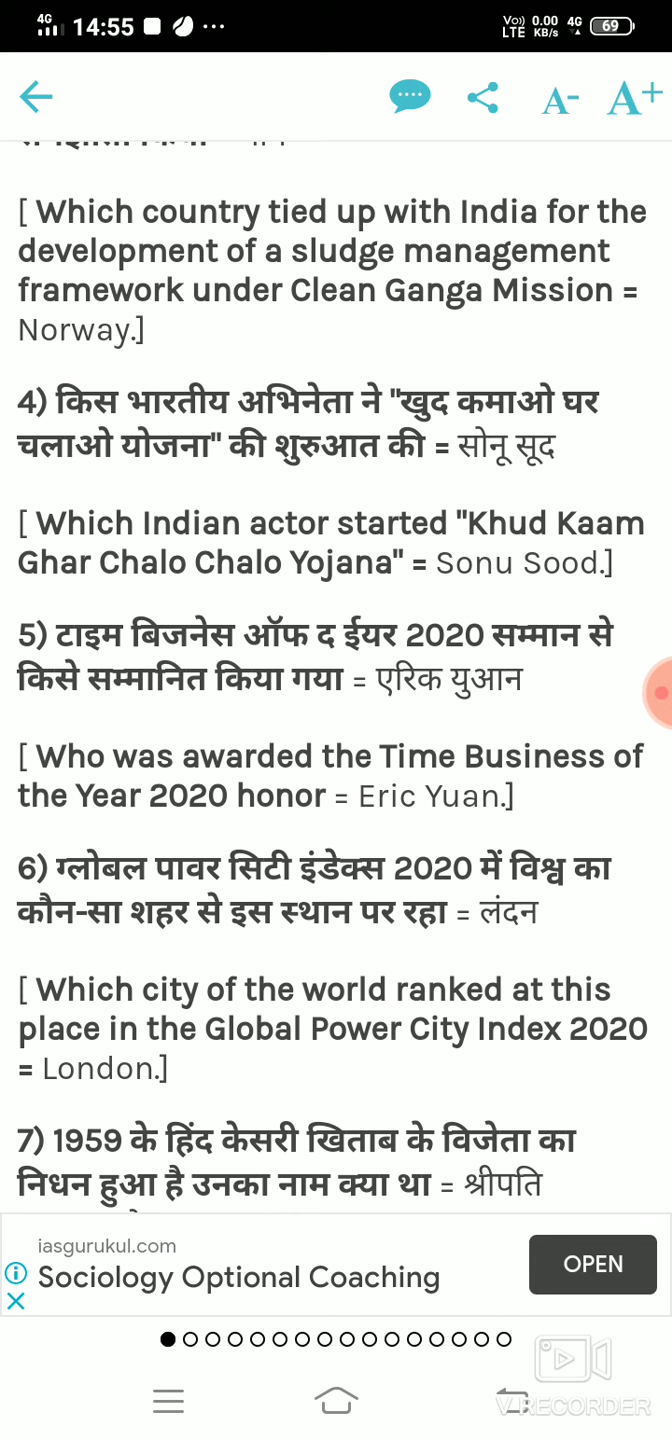 4G 14:55 ... Vo)) LTE 0.00 KB/s 4G 69
A- A+
[ Which country tied up with India for the
development of a sludge management
framework under Clean Ganga Mission =
Norway.]
4) किस भारतीय अभिनेता ने "खुद कमाओ घर
चलाओ योजना" की शुरुआत की = सोनू सूद
[ Which Indian actor started "Khud Kaam
Ghar Chalo Chalo Yojana" = Sonu Sood.]
5) टाइम बिजनेस ऑफ द ईयर 2020 सम्मान से
किसे सम्मानित किया गया = एरिक युआन
[ Who was awarded the Time Business of
the Year 2020 honor = Eric Yuan.]
6) ग्लोबल पावर सिटी इंडेक्स 2020 में विश्व का
कौन-सा शहर से इस स्थान पर रहा = लंदन
[ Which city of the world ranked at this
place in the Global Power City Index 2020
= London.]
7) 1959 के हिंद केसरी खिताब के विजेता का
निधन हुआ है उनका नाम क्या था = श्रीपति
iasgurukul.com
Sociology Optional Coaching
OPEN
V RECORDER